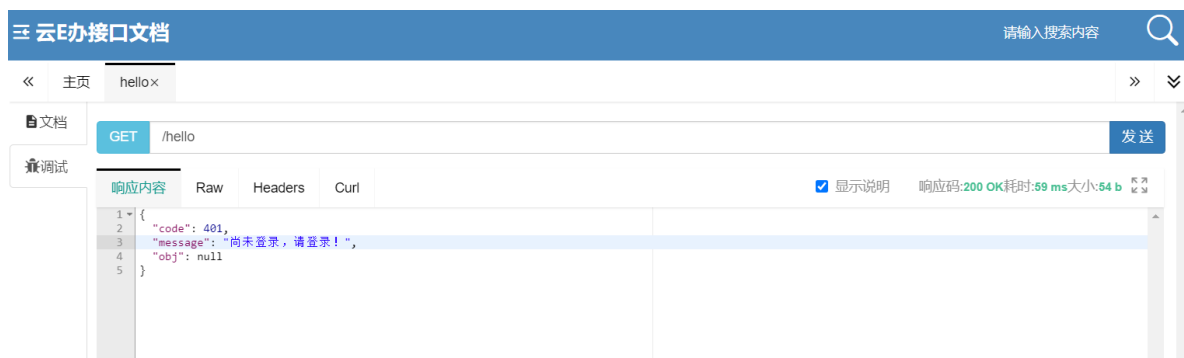 云E办接口文档 请输入搜索内容
主页 hello×
文档
GET /hello 发送
调试
响应内容 Raw Headers Curl 显示说明 响应码:200 OK耗时:59 ms大小:54 b
1 {
2 "code": 401,
3 "message": "尚未登录，请登录！",
4 "obj": null
5 }